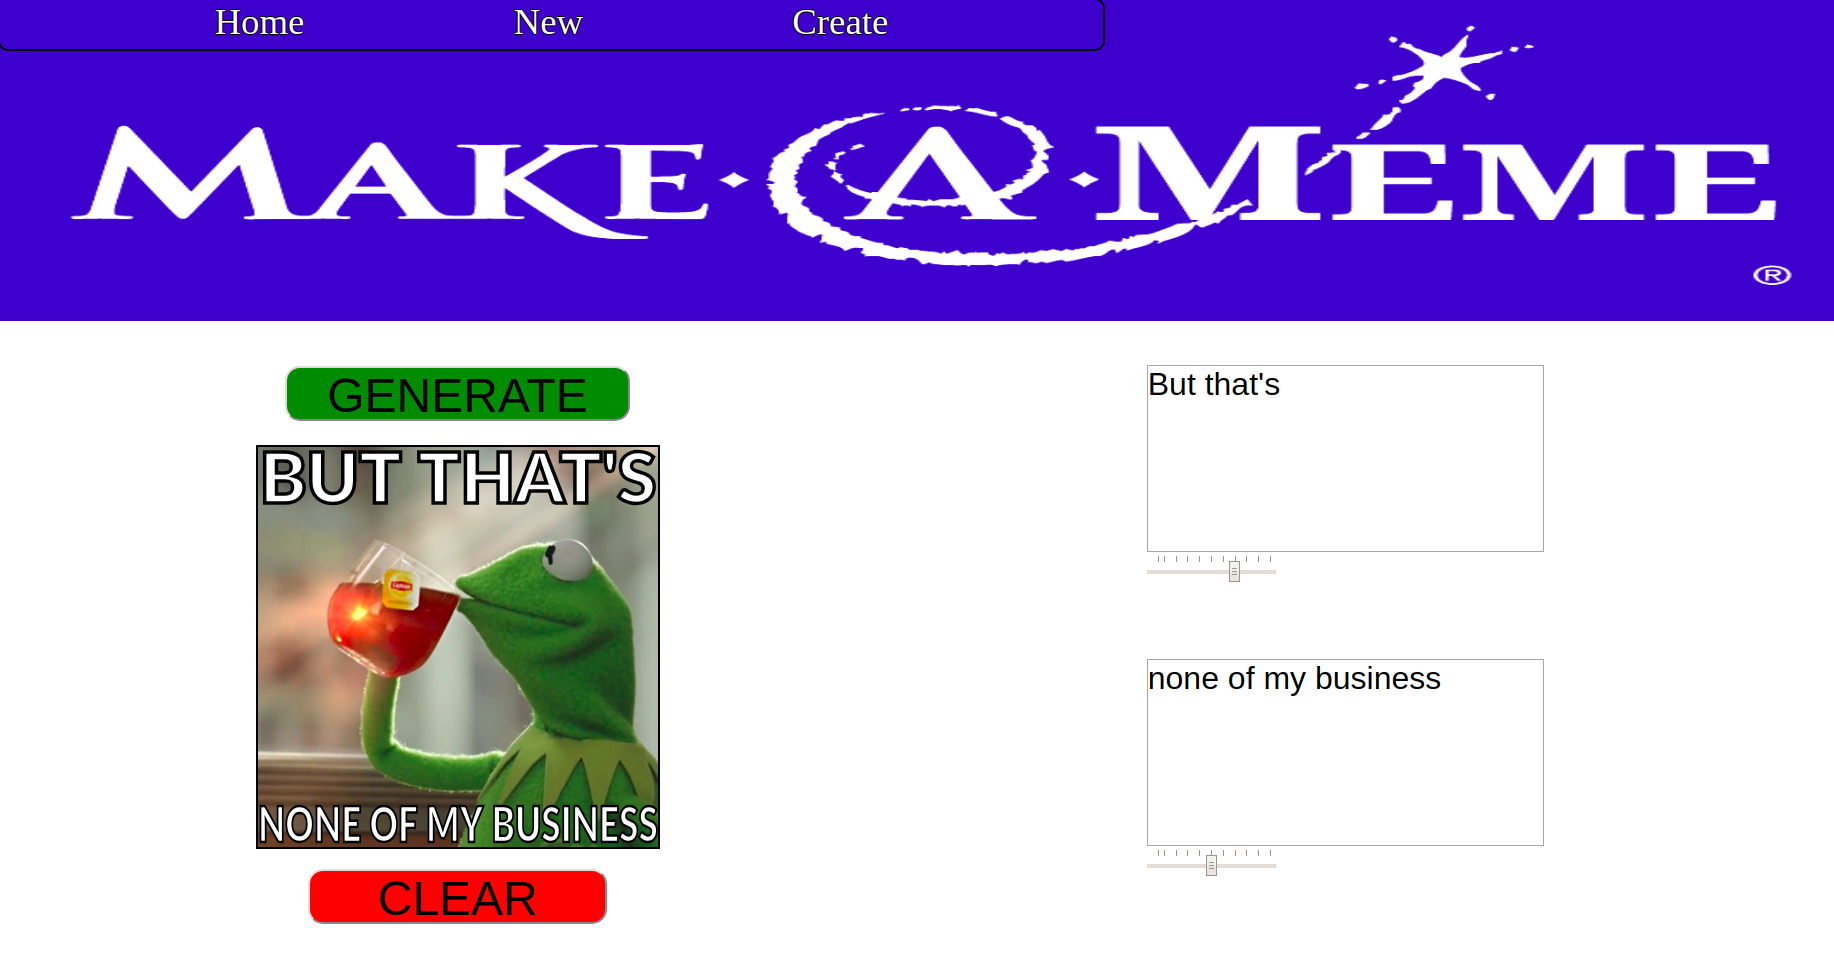 Home New Create
MAKE·A·MEME
®
GENERATE
BUT THAT'S
Lipton
NONE OF MY BUSINESS
CLEAR
But that's
none of my business